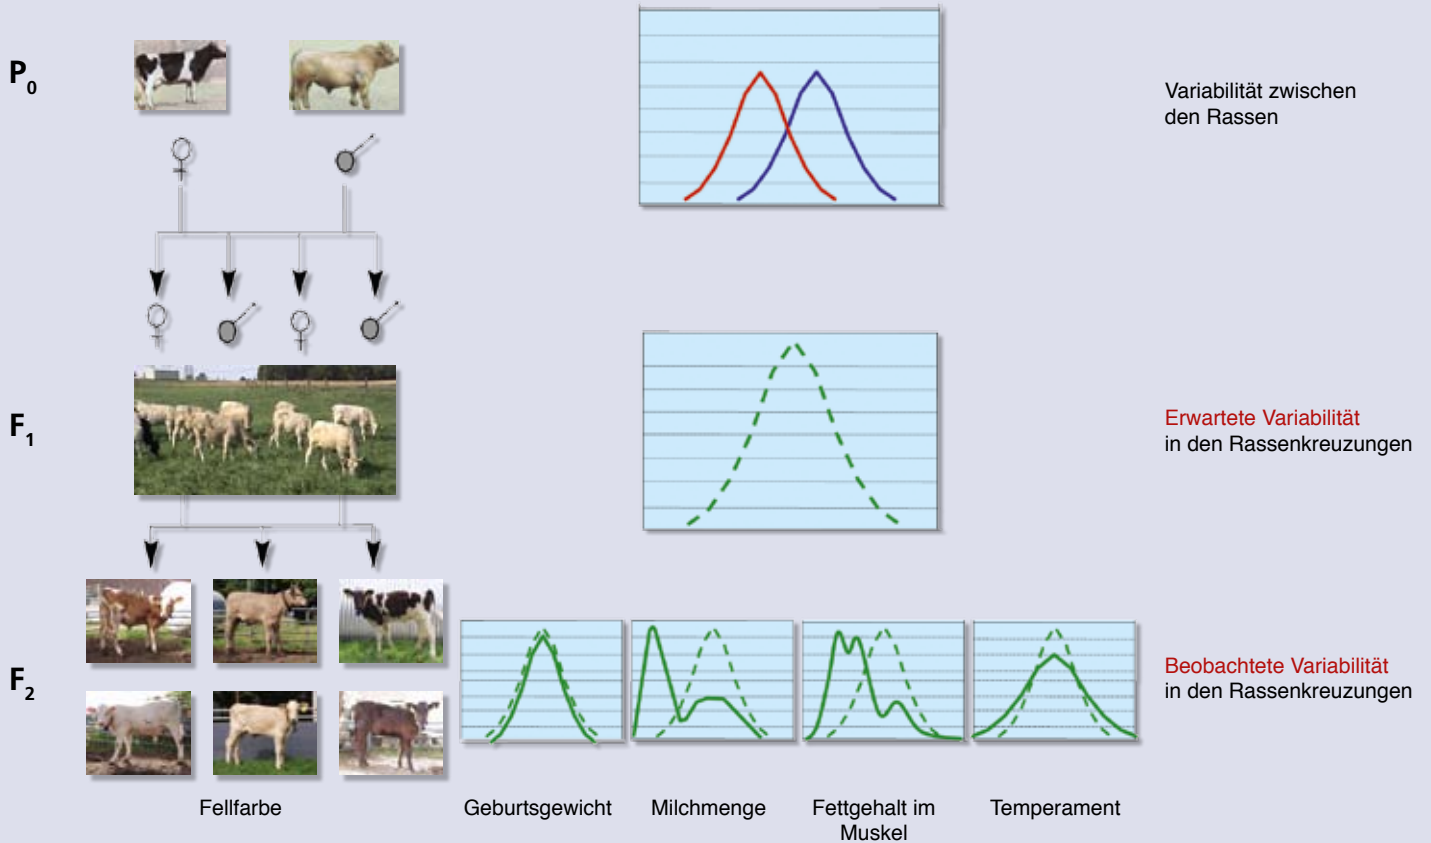 P0
Variabilität zwischen
den Rassen
F1
Erwartete Variabilität
in den Rassenkreuzungen
F2
Beobachtete Variabilität
in den Rassenkreuzungen
Fellfarbe
Geburtsgewicht
Milchmenge
Fettgehalt im
Muskel
Temperament